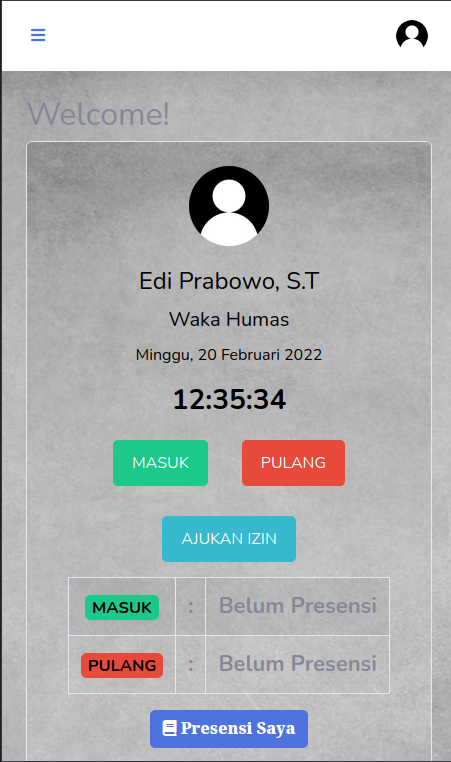 Welcome!
Edi Prabowo, S.T
Waka Humas
Minggu, 20 Februari 2022
12:35:34
MASUK PULANG
AJUKAN IZIN
MASUK : Belum Presensi
PULANG : Belum Presensi
Presensi Saya